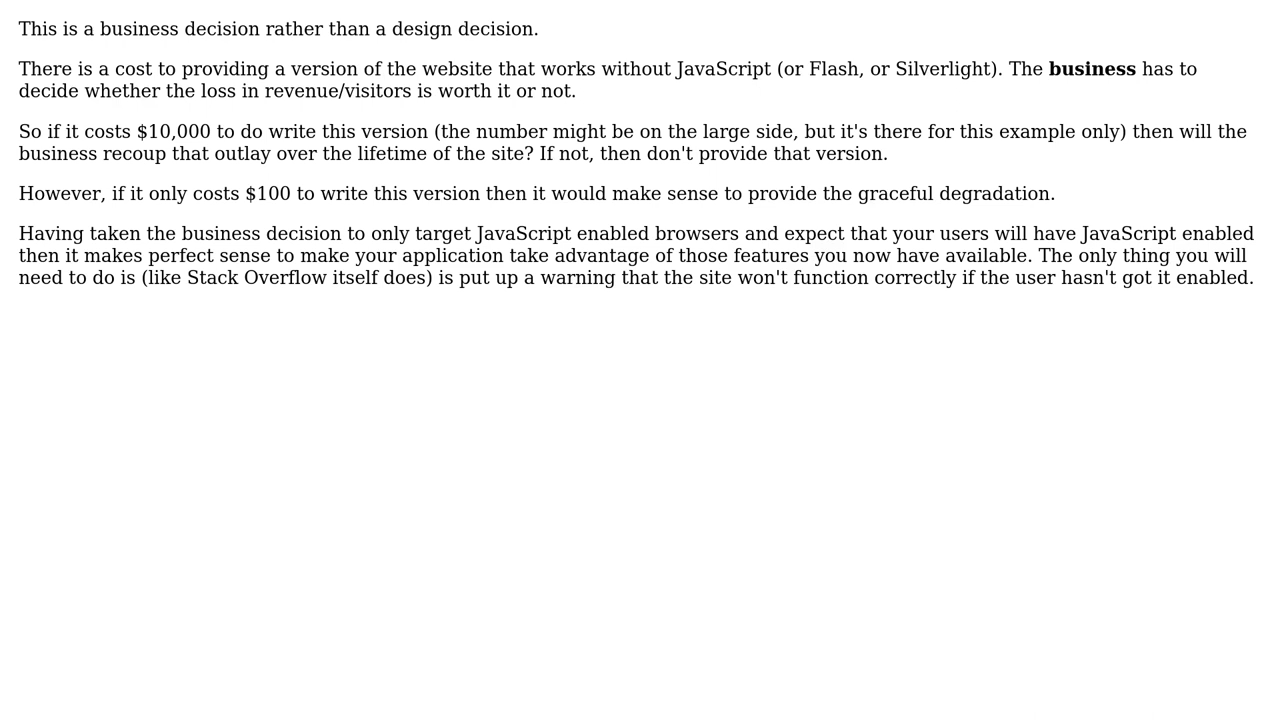 This is a business decision rather than a design decision.
There is a cost to providing a version of the website that works without JavaScript (or Flash, or Silverlight). The business has to
decide whether the loss in revenue/visitors is worth it or not.
So if it costs $10,000 to do write this version (the number might be on the large side, but it's there for this example only) then will the
business recoup that outlay over the lifetime of the site? If not, then don't provide that version.
However, if it only costs $100 to write this version then it would make sense to provide the graceful degradation.
Having taken the business decision to only target JavaScript enabled browsers and expect that your users will have JavaScript enabled
then it makes perfect sense to make your application take advantage of those features you now have available. The only thing you will
need to do is (like Stack Overflow itself does) is put up a warning that the site won't function correctly if the user hasn't got it enabled.